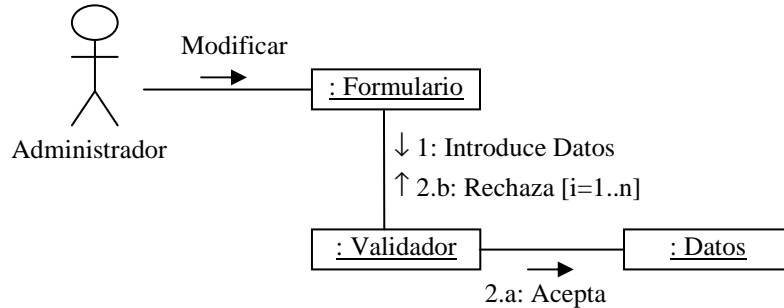 Modificar
: Formulario
Administrador
↓ 1: Introduce Datos
↑ 2.b: Rechaza [i=1..n]
: Validador
: Datos
2.a: Acepta